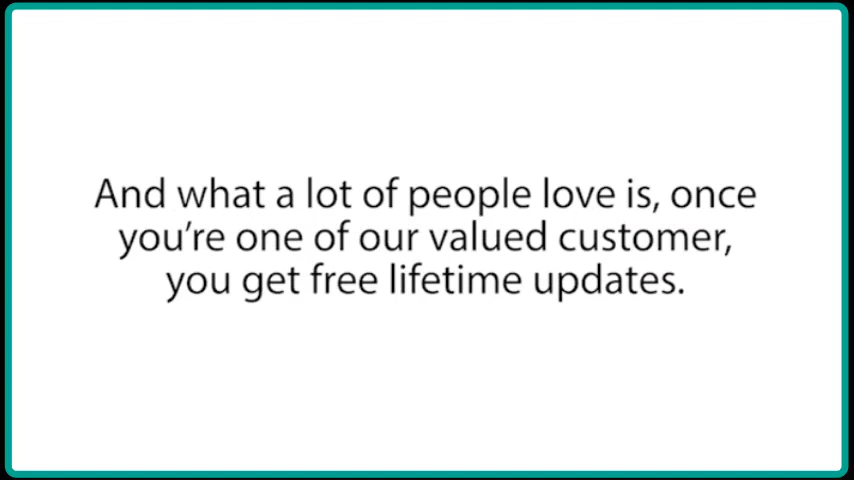 And what a lot of people love is, once
you’re one of our valued customer,
you get free lifetime updates.